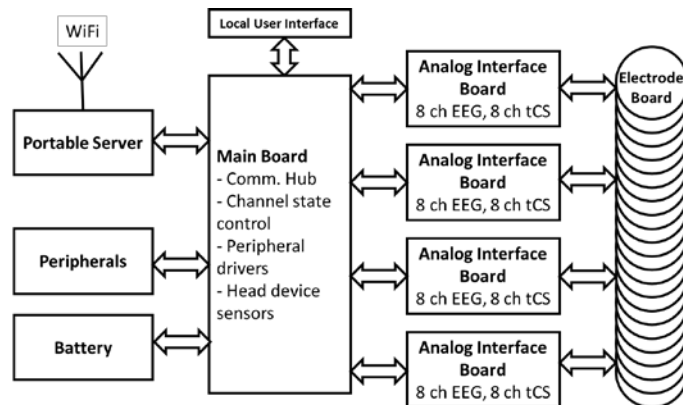 WiFi
Local User Interface
Portable Server
Peripherals
Battery
Main Board
- Comm. Hub
- Channel state
control
- Peripheral
drivers
- Head device
sensors
Analog Interface
Board
8 ch EEG, 8 ch tCS
Analog Interface
Board
8 ch EEG, 8 ch tCS
Analog Interface
Board
8 ch EEG, 8 ch tCS
Analog Interface
Board
8 ch EEG, 8 ch tCS
Electrode
Board